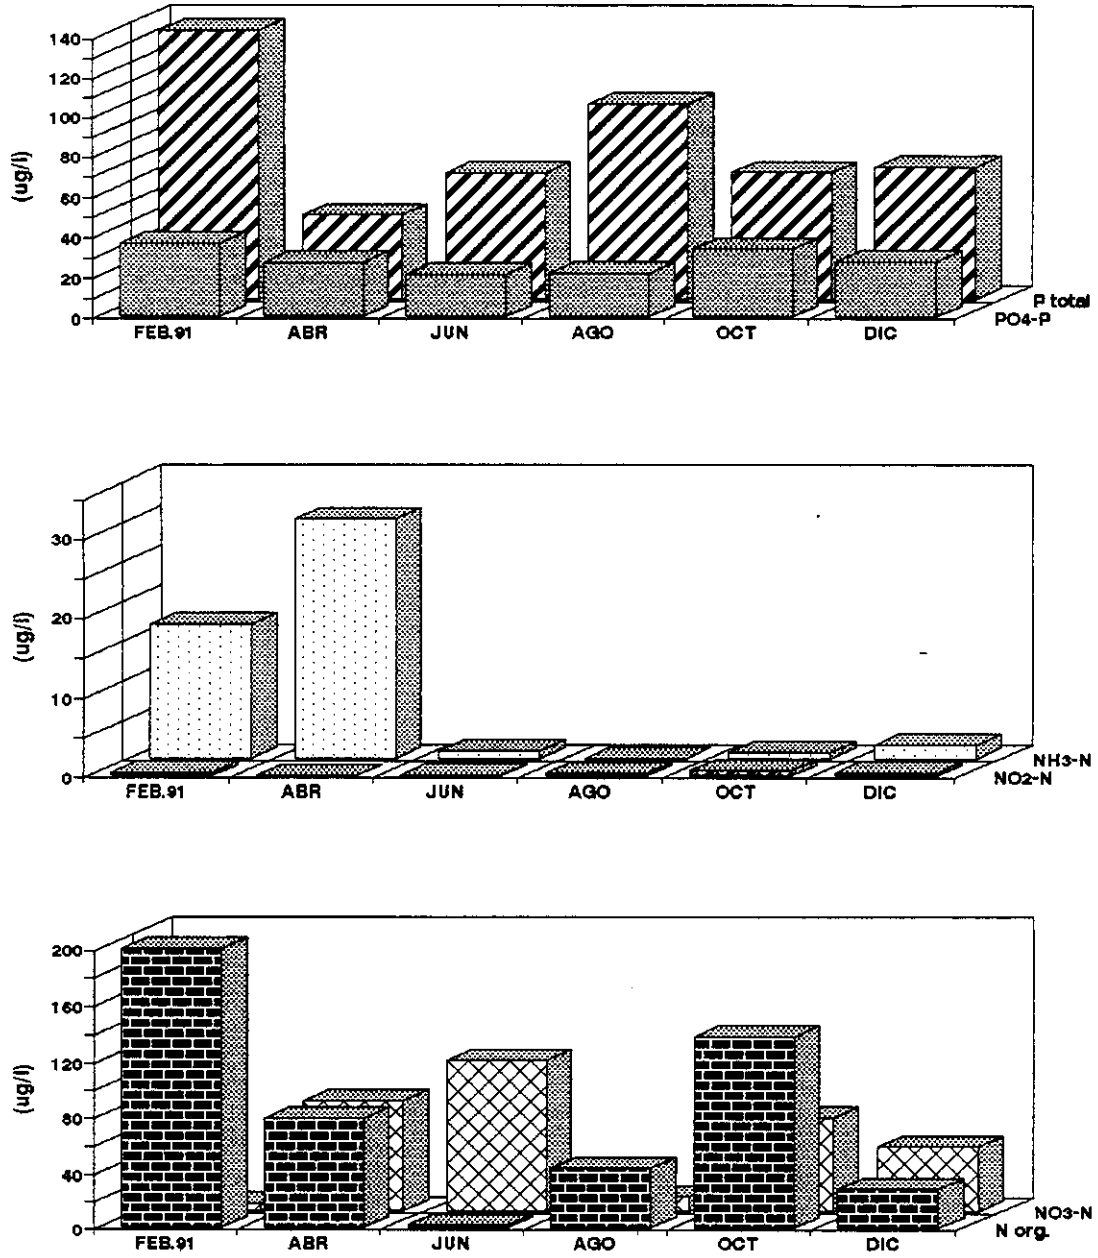 140
120
100
80
60
40
20
0
(ug/l)
P total
PO4-P
FEB.91 ABR JUN AGO OCT DIC
30
20
10
0
(ug/l)
NH3-N
NO2-N
FEB.91 ABR JUN AGO OCT DIC
200
160
120
80
40
0
(ug/l)
NO3-N
N org.
FEB.91 ABR JUN AGO OCT DIC